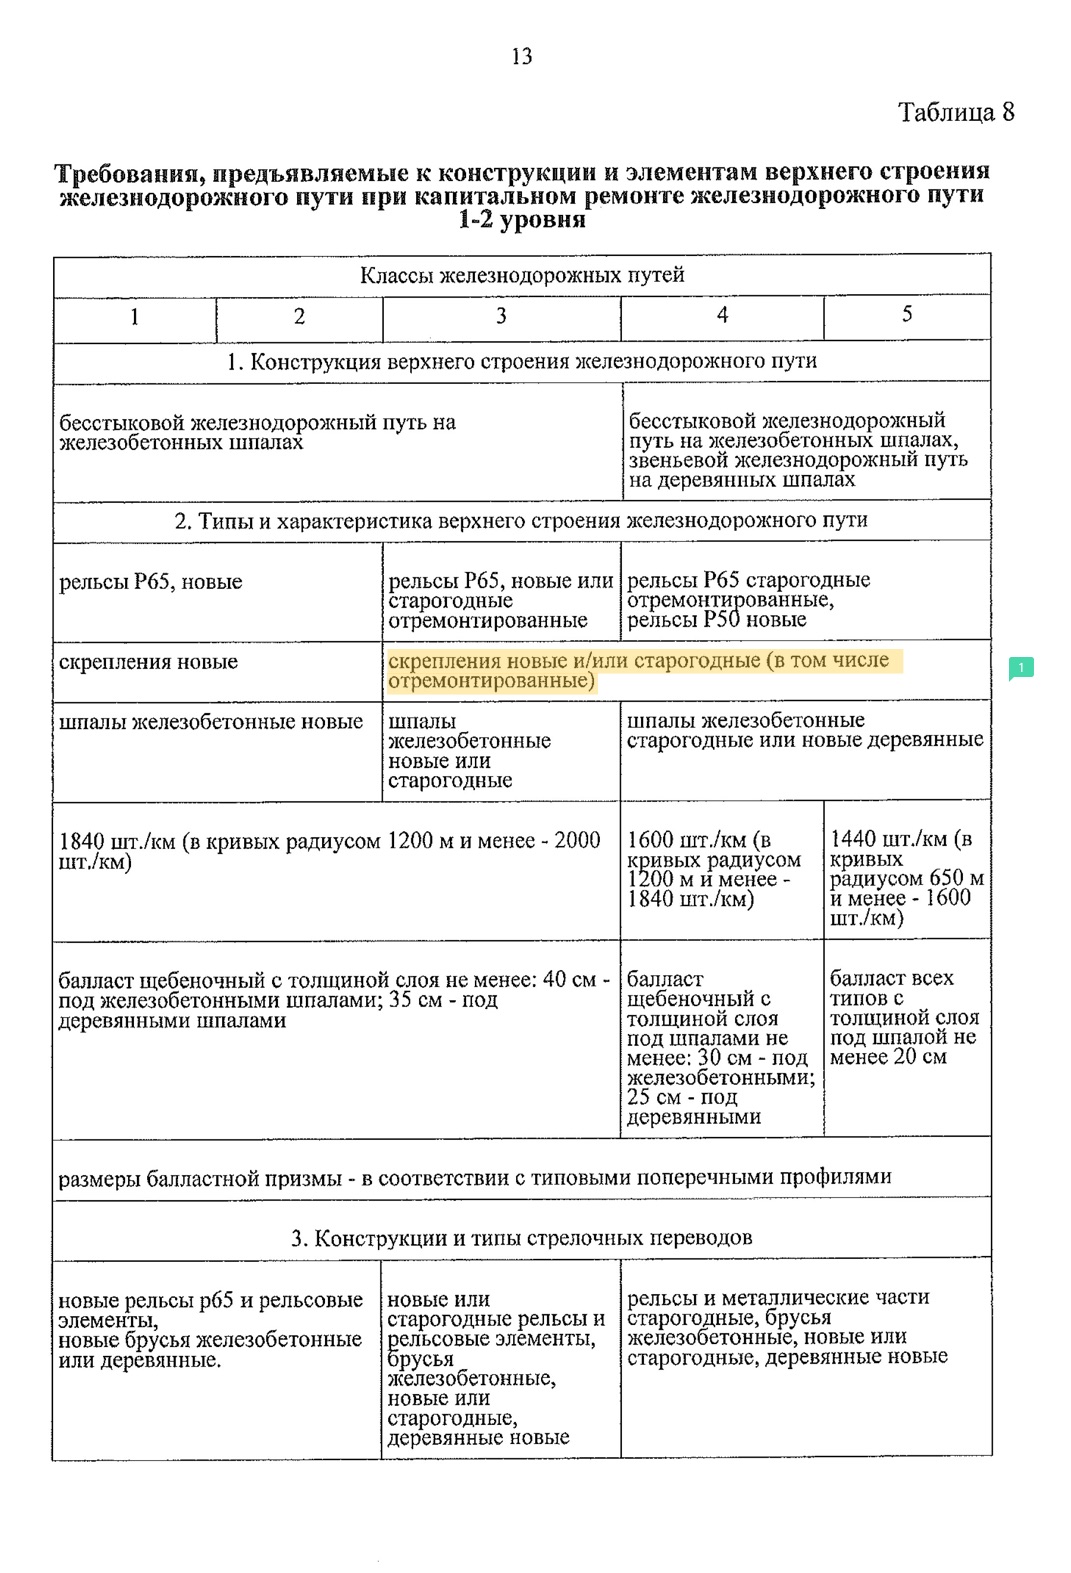 13
Таблица 8
Требования, предъявляемые к конструкции и элементам верхнего строения
железнодорожного пути при капитальном ремонте железнодорожного пути
1-2 уровня
Классы железнодорожных путей
1
2
3
4
5
1. Конструкция верхнего строения железнодорожного пути
бесстыковой железнодорожный путь на
железобетонных шпалах
бесстыковой железнодорожный
путь на железобетонных шпалах,
звеньевой железнодорожный путь
на деревянных шпалах
2. Типы и характеристика верхнего строения железнодорожного пути
рельсы Р65, новые
рельсы Р65, новые или
старогодные
отремонтированные
рельсы Р65 старогодные
отремонтированные,
рельсы Р50 новые
скрепления новые
скрепления новые и/или старогодные (в том числе
отремонтированные)
1
шпалы железобетонные новые
шпалы
железобетонные
новые или
старогодные
шпалы железобетонные
старогодные или новые деревянные
1840 шт./км (в кривых радиусом 1200 м и менее - 2000
шт./км)
1600 шт./км (в
кривых радиусом
1200 м и менее -
1840 шт./км)
1440 шт./км (в
кривых
радиусом 650 м
и менее - 1600
шт./км)
балласт щебеночный с толщиной слоя не менее: 40 см -
под железобетонными шпалами; 35 см - под
деревянными шпалами
балласт
щебеночный с
толщиной слоя
под шпалами не
менее: 30 см - под
железобетонными;
25 см - под
деревянными
балласт всех
типов с
толщиной слоя
под шпалой не
менее 20 см
размеры балластной призмы - в соответствии с типовыми поперечными профилями
3. Конструкции и типы стрелочных переводов
новые рельсы р65 и рельсовые
элементы,
новые брусья железобетонные
или деревянные.
новые или
старогодные рельсы и
рельсовые элементы,
брусья
железобетонные,
новые или
старогодные,
деревянные новые
рельсы и металлические части
старогодные, брусья
железобетонные, новые или
старогодные, деревянные новые